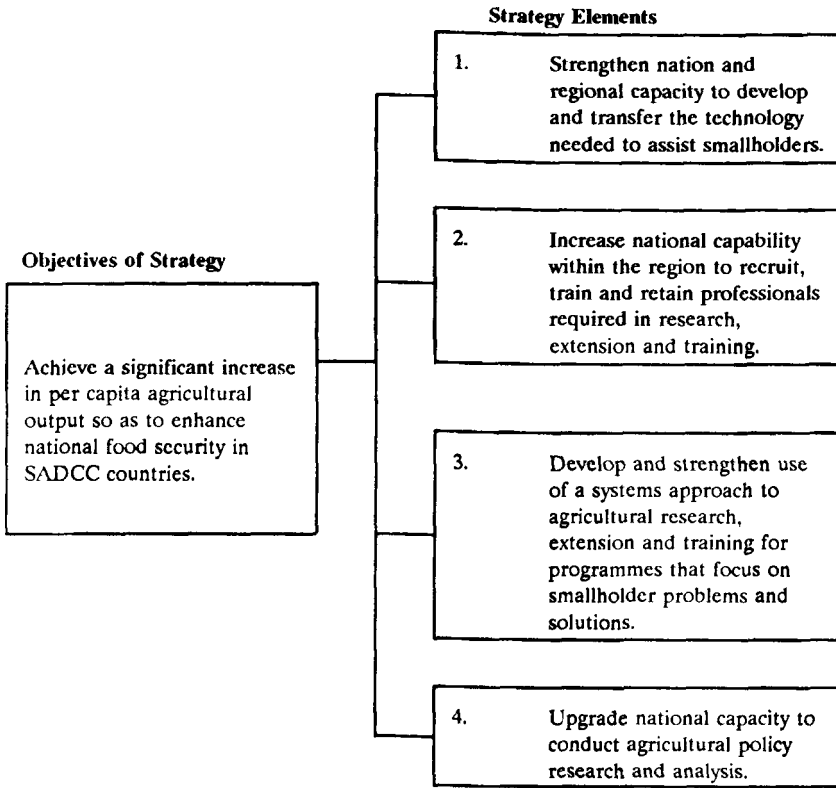 Strategy Elements
1. Strengthen nation and
regional capacity to develop
and transfer the technology
needed to assist smallholders.
2. Increase national capability
within the region to recruit,
train and retain professionals
required in research,
extension and training.
Objectives of Strategy
Achieve a significant increase
in per capita agricultural
output so as to enhance
national food security in
SADCC countries.
3. Develop and strengthen use
of a systems approach to
agricultural research,
extension and training for
programmes that focus on
smallholder problems and
solutions.
4. Upgrade national capacity to
conduct agricultural policy
research and analysis.